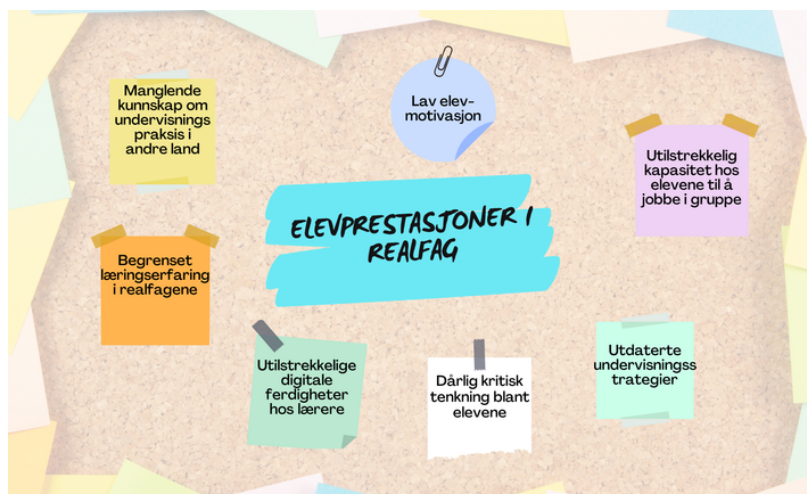 Manglende
kunnskap om
undervisnings
praksis i
andre land
Lav elev-
motivasjon
Utilstrekkelig
kapasitet hos
elevene til å
jobbe i gruppe
ELEVPRESTASJONER I
REALFAG
Begrenset
læringserfaring
i realfagene
Utilstrekkelige
digitale
ferdigheter
hos lærere
Dårlig kritisk
tenkning blant
elevene
Utdaterte
undervisningss
trategier